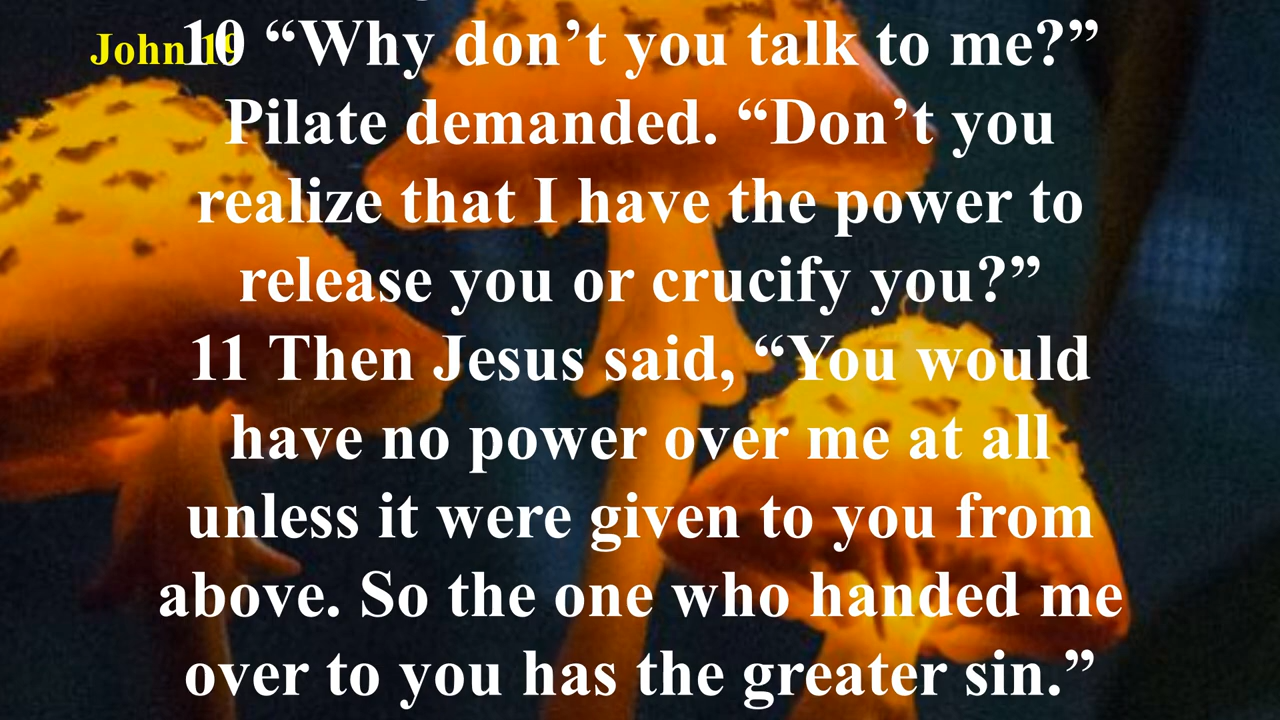 John 19
10 “Why don’t you talk to me?”
Pilate demanded. “Don’t you
realize that I have the power to
release you or crucify you?”
11 Then Jesus said, “You would
have no power over me at all
unless it were given to you from
above. So the one who handed me
over to you has the greater sin.”